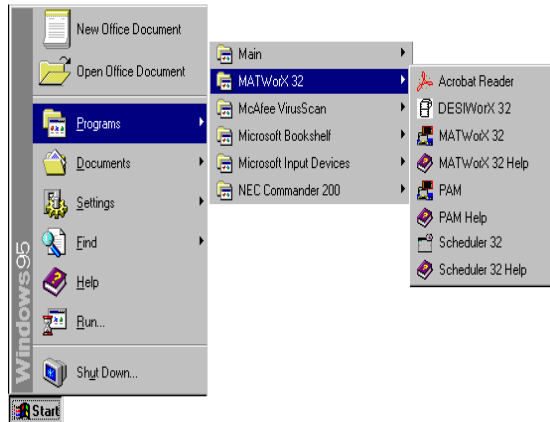 New Office Document
Open Office Document
Programs
Documents
Settings
Find
Help
Run...
Shut Down...
Windows95
Start
Main
MATWorX 32
McAfee VirusScan
Microsoft Bookshelf
Microsoft Input Devices
NEC Commander 200
Acrobat Reader
DESIWorX 32
MATWorX 32
MATWorX 32 Help
PAM
PAM Help
Scheduler 32
Scheduler 32 Help